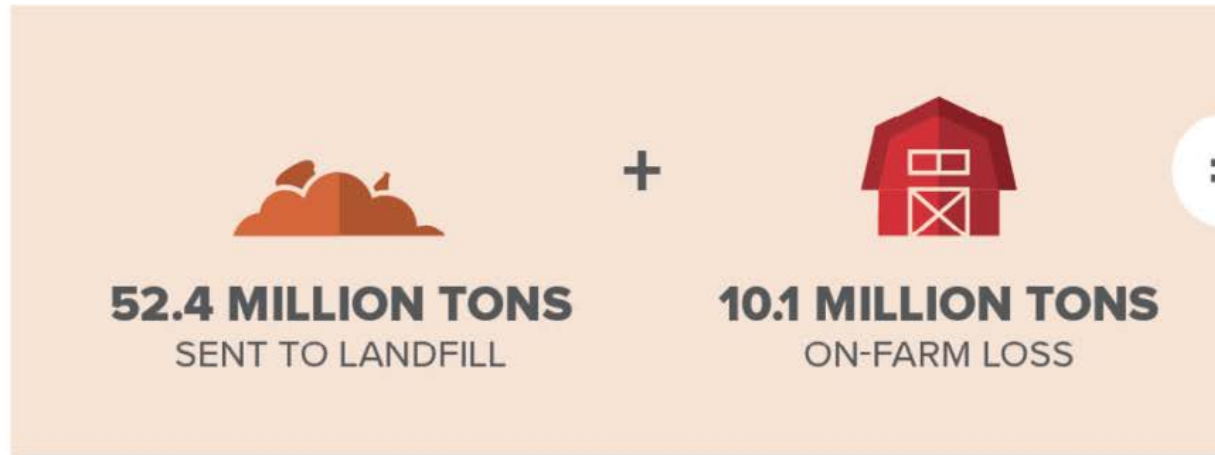 +
52.4 MILLION TONS
SENT TO LANDFILL
10.1 MILLION TONS
ON-FARM LOSS